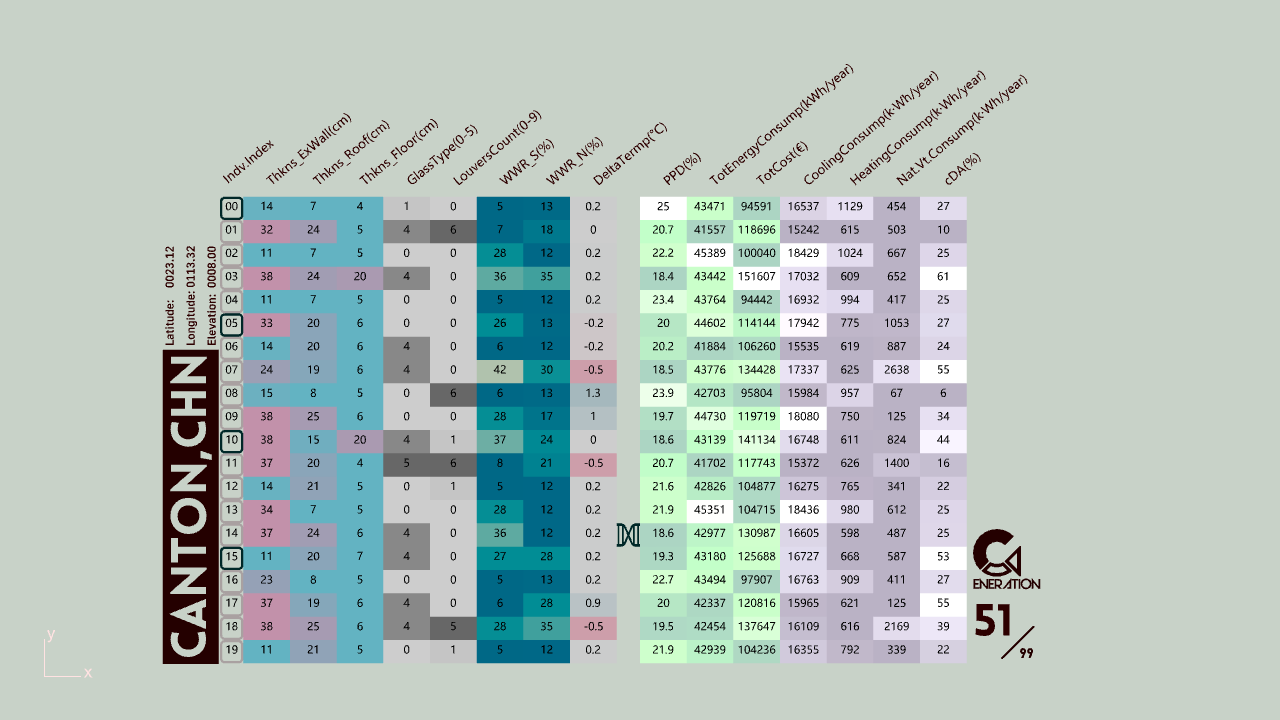 Indv.Index Thkns_ExWall(cm) Thkns_Roof(cm) Thkns_Floor(cm) GlassType(0-5) LouversCount(0-9) WWR_S(%) WWR_N(%) DeltaTermp(°C) PPD(%) TotEnergyConsump(kWh/year) TotCost(€) CoolingConsump(k·Wh/year) HeatingConsump(k·Wh/year) Nat.Vt.Consump(k·Wh/year) cDA(%)
00 14 7 4 1 0 5 13 0.2 25 43471 94591 16537 1129 454 27
01 32 24 5 4 6 7 18 0 20.7 41557 118696 15242 615 503 10
02 11 7 5 0 0 28 12 0.2 22.2 45389 100040 18429 1024 667 25
03 38 24 20 4 0 36 35 0.2 18.4 43442 151607 17032 609 652 61
04 11 7 5 0 0 5 12 0.2 23.4 43764 94442 16932 994 417 25
05 33 20 6 0 0 26 13 -0.2 20 44602 114144 17942 775 1053 27
06 14 20 6 4 0 6 12 -0.2 20.2 41884 106260 15535 619 887 24
07 24 19 6 4 0 42 30 -0.5 18.5 43776 134428 17337 625 2638 55
08 15 8 5 0 6 6 13 1.3 23.9 42703 95804 15984 957 67 6
09 38 25 6 0 0 28 17 1 19.7 44730 119719 18080 750 125 34
10 38 15 20 4 1 37 24 0 18.6 43139 141134 16748 611 824 44
11 37 20 4 5 6 8 21 -0.5 20.7 41702 117743 15372 626 1400 16
12 14 21 5 0 1 5 12 0.2 21.6 42826 104877 16275 765 341 22
13 34 7 5 0 0 28 12 0.2 21.9 45351 104715 18436 980 612 25
14 37 24 6 4 0 36 12 0.2 18.6 42977 130987 16605 598 487 25
15 11 20 7 4 0 27 28 0.2 19.3 43180 125688 16727 668 587 53
16 23 8 5 0 0 5 13 0.2 22.7 43494 97907 16763 909 411 27
17 37 19 6 4 0 6 28 0.9 20 42337 120816 15965 621 125 55
18 38 25 6 4 5 28 35 -0.5 19.5 42454 137647 16109 616 2169 39
19 11 21 5 0 1 5 12 0.2 21.9 42939 104236 16355 792 339 22
Latitude: 0023.12
Longitude: 0113.32
Elevation: 0008.00
CANTON,CHN
GENERATION
51/99
y
x